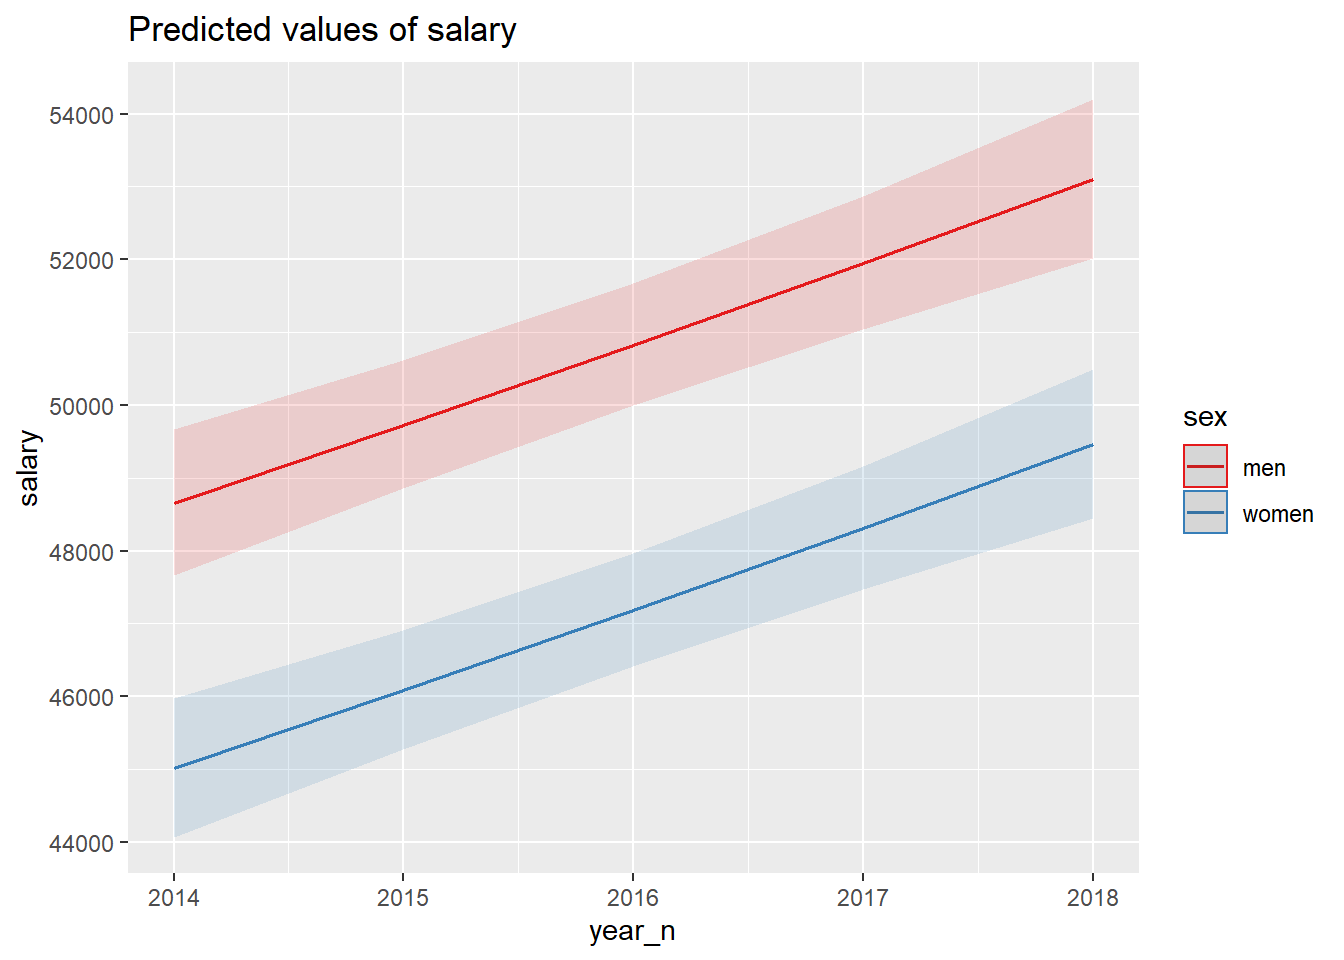 Predicted values of salary
54000
52000
50000
48000
46000
44000
salary
2014 2015 2016 2017 2018
year_n
sex
men
women